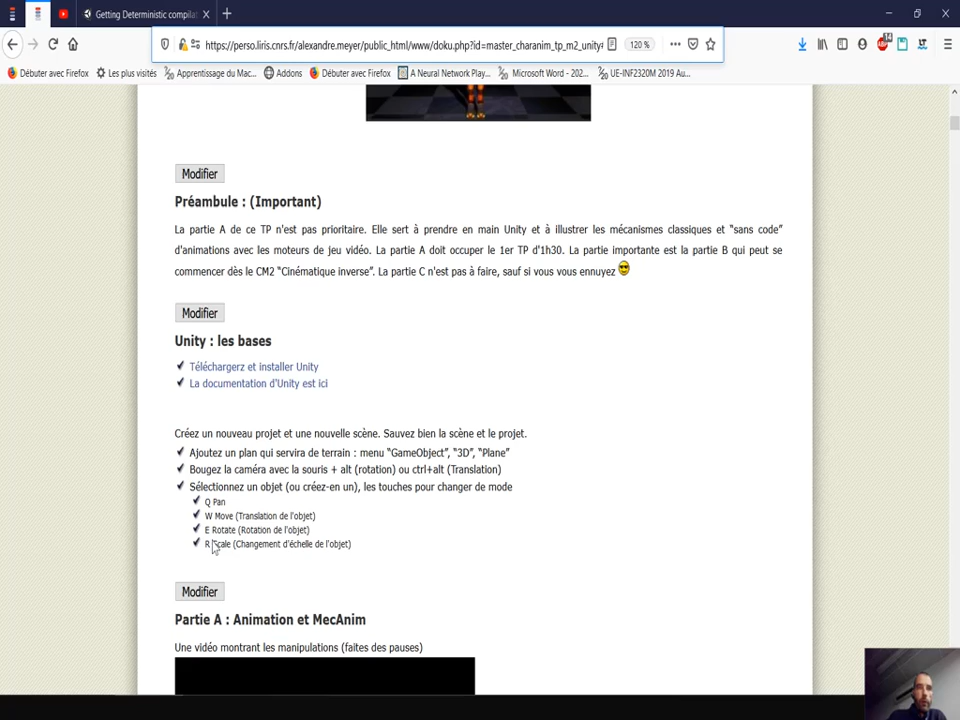 Getting Deterministic compilat
https://perso.liris.cnrs.fr/alexandre.meyer/public_html/www/doku.php?id=master_charanim_tp_m2_unity#
120 %
14
Débuter avec Firefox
Les plus visités
Apprentissage du Mac...
Addons
Débuter avec Firefox
A Neural Network Play...
Microsoft Word - 202...
UE-INF2320M 2019 Au...
Modifier
Préambule : (Important)
La partie A de ce TP n'est pas prioritaire. Elle sert à prendre en main Unity et à illustrer les mécanismes classiques et "sans code"
d'animations avec les moteurs de jeu vidéo. La partie A doit occuper le 1er TP d'1h30. La partie importante est la partie B qui peut se
commencer dès le CM2 "Cinématique inverse". La partie C n'est pas à faire, sauf si vous vous ennuyez
Modifier
Unity : les bases
Téléchargerz et installer Unity
La documentation d'Unity est ici
Créez un nouveau projet et une nouvelle scène. Sauvez bien la scène et le projet.
Ajoutez un plan qui servira de terrain : menu "GameObject", "3D", "Plane"
Bougez la caméra avec la souris + alt (rotation) ou ctrl+alt (Translation)
Sélectionnez un objet (ou créez-en un), les touches pour changer de mode
Q Pan
W Move (Translation de l'objet)
E Rotate (Rotation de l'objet)
R Scale (Changement d'échelle de l'objet)
Modifier
Partie A : Animation et MecAnim
Une vidéo montrant les manipulations (faites des pauses)